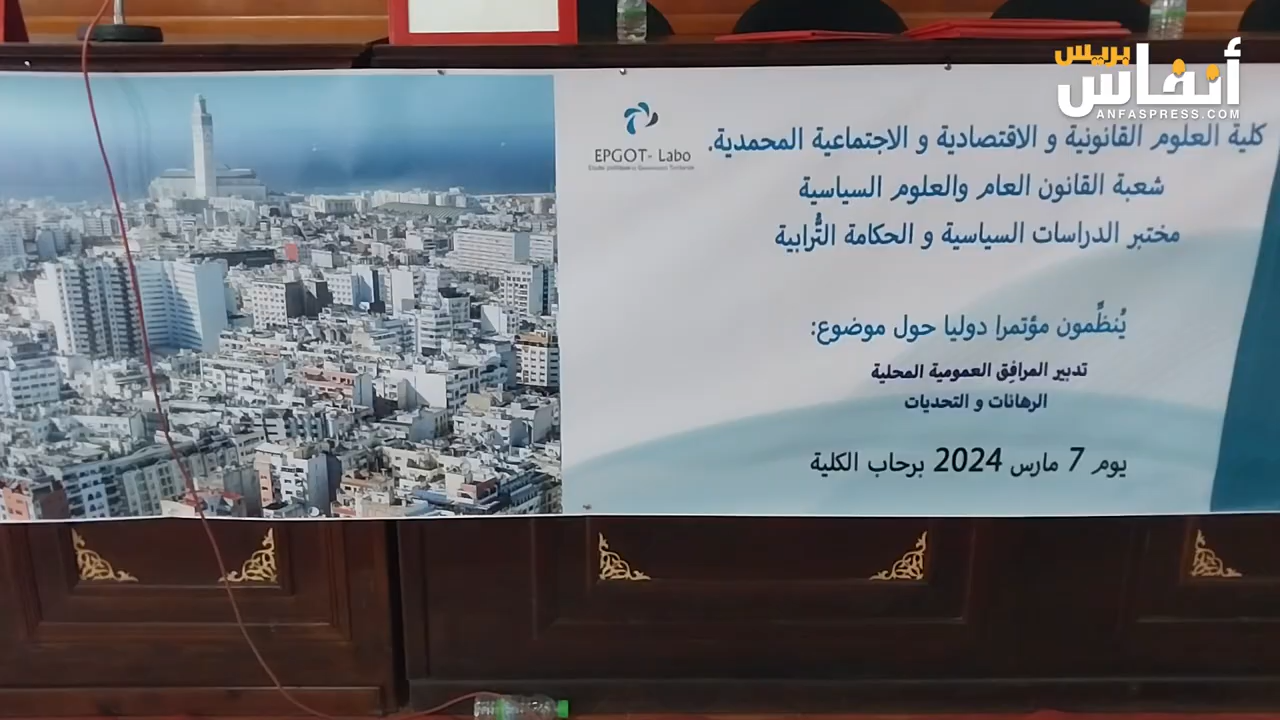 أنفاس بريس
ANFASPRESS.COM
EPGOT- Labo
كلية العلوم القانونية و الاقتصادية و الاجتماعية المحمدية.
شعبة القانون العام والعلوم السياسية
مختبر الدراسات السياسية و الحكامة التُّرابية
يُنظِّمون مؤتمرا دوليا حول موضوع:
تدبير المرافِق العمومية المحلية
الرهانات و التحديات
يوم 7 مارس 2024 برحاب الكلية